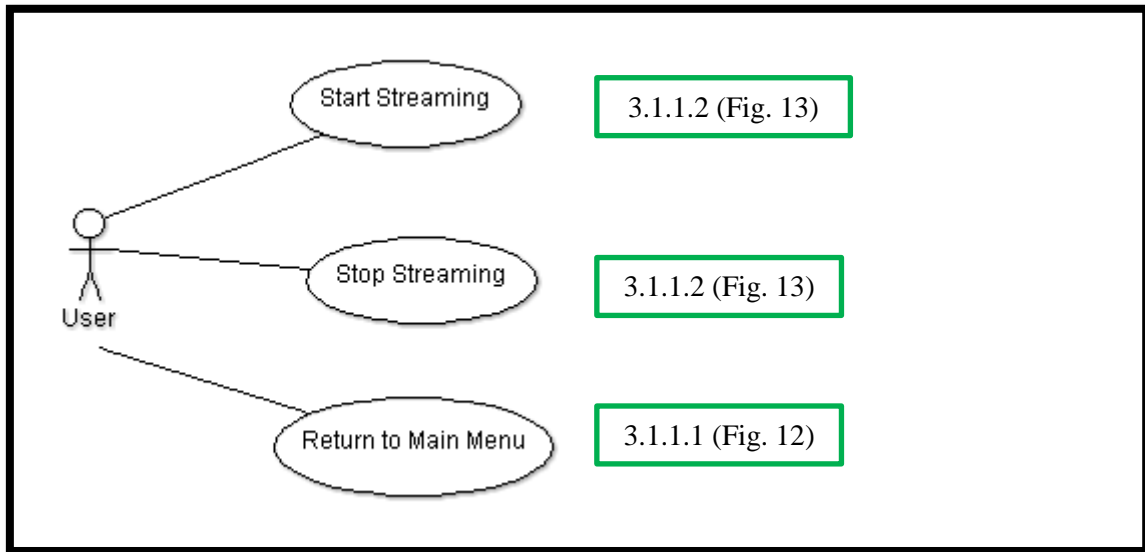 Start Streaming
3.1.1.2 (Fig. 13)
Stop Streaming
3.1.1.2 (Fig. 13)
User
Return to Main Menu
3.1.1.1 (Fig. 12)